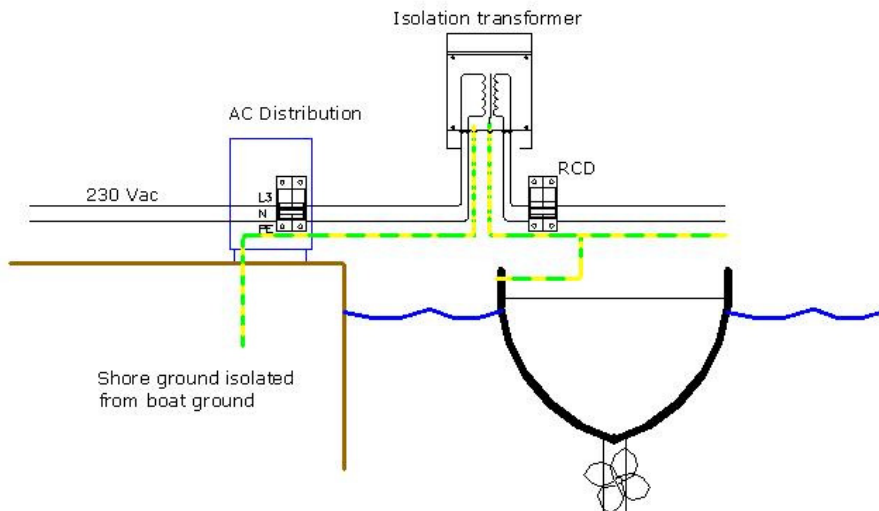 Isolation transformer
AC Distribution
RCD
230 Vac
L3
N
PE
Shore ground isolated
from boat ground